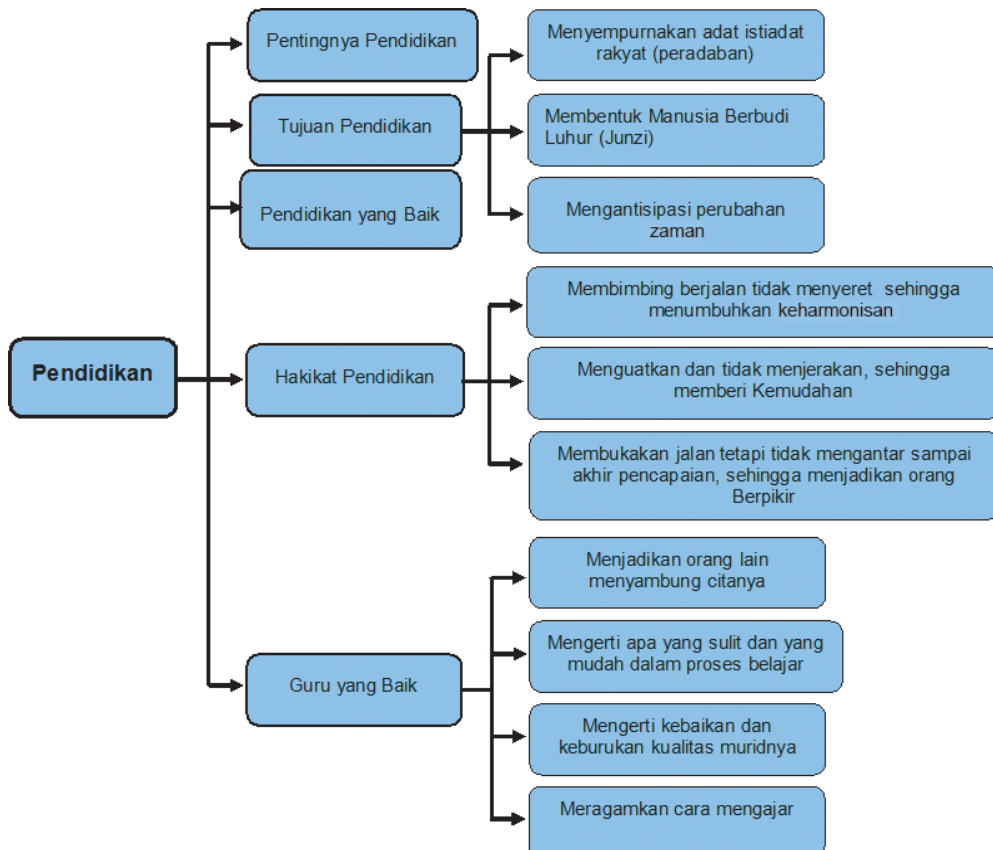 Pendidikan
Pentingnya Pendidikan
Tujuan Pendidikan
Menyempurnakan adat istiadat
rakyat (peradaban)
Membentuk Manusia Berbudi
Luhur (Junzi)
Mengantisipasi perubahan
zaman
Pendidikan yang Baik
Hakikat Pendidikan
Membimbing berjalan tidak menyeret sehingga
menumbuhkan keharmonisan
Menguatkan dan tidak menjerakan, sehingga
memberi Kemudahan
Membukakan jalan tetapi tidak mengantar sampai
akhir pencapaian, sehingga menjadikan orang
Berpikir
Guru yang Baik
Menjadikan orang lain
menyambung citanya
Mengerti apa yang sulit dan yang
mudah dalam proses belajar
Mengerti kebaikan dan
keburukan kualitas muridnya
Meragamkan cara mengajar